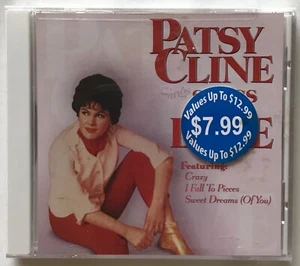 PATSY
CLINE
Values Up To $12.99
$7.99
Values Up To $12.99
Featuring:
Crazy
I Fall To Pieces
Sweet Dreams (Of You)